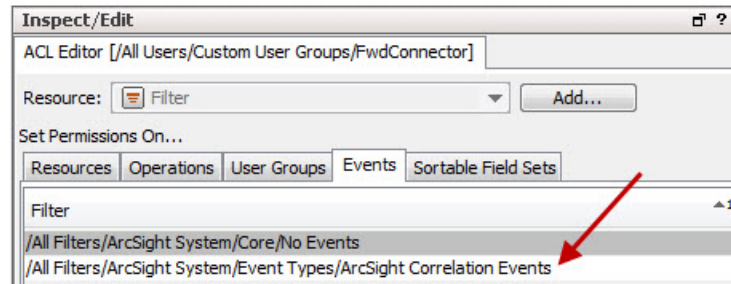 Inspect/Edit
?
ACL Editor [/All Users/Custom User Groups/FwdConnector]
Resource: Filter Add...
Set Permissions On...
Resources Operations User Groups Events Sortable Field Sets
Filter 1
/All Filters/ArcSight System/Core/No Events
/All Filters/ArcSight System/Event Types/ArcSight Correlation Events